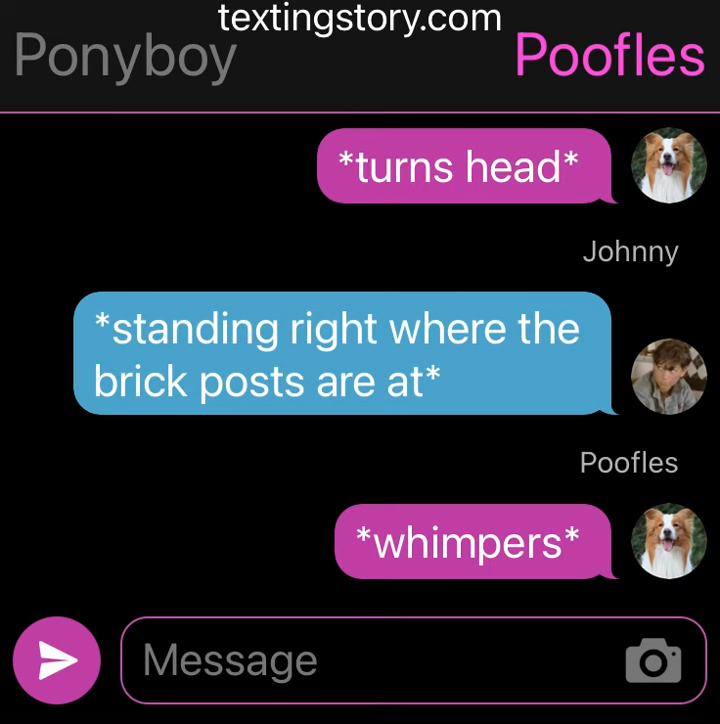 textingstory.com
Ponyboy
Poofles
*turns head*
Johnny
*standing right where the
brick posts are at*
Poofles
*whimpers*
Message